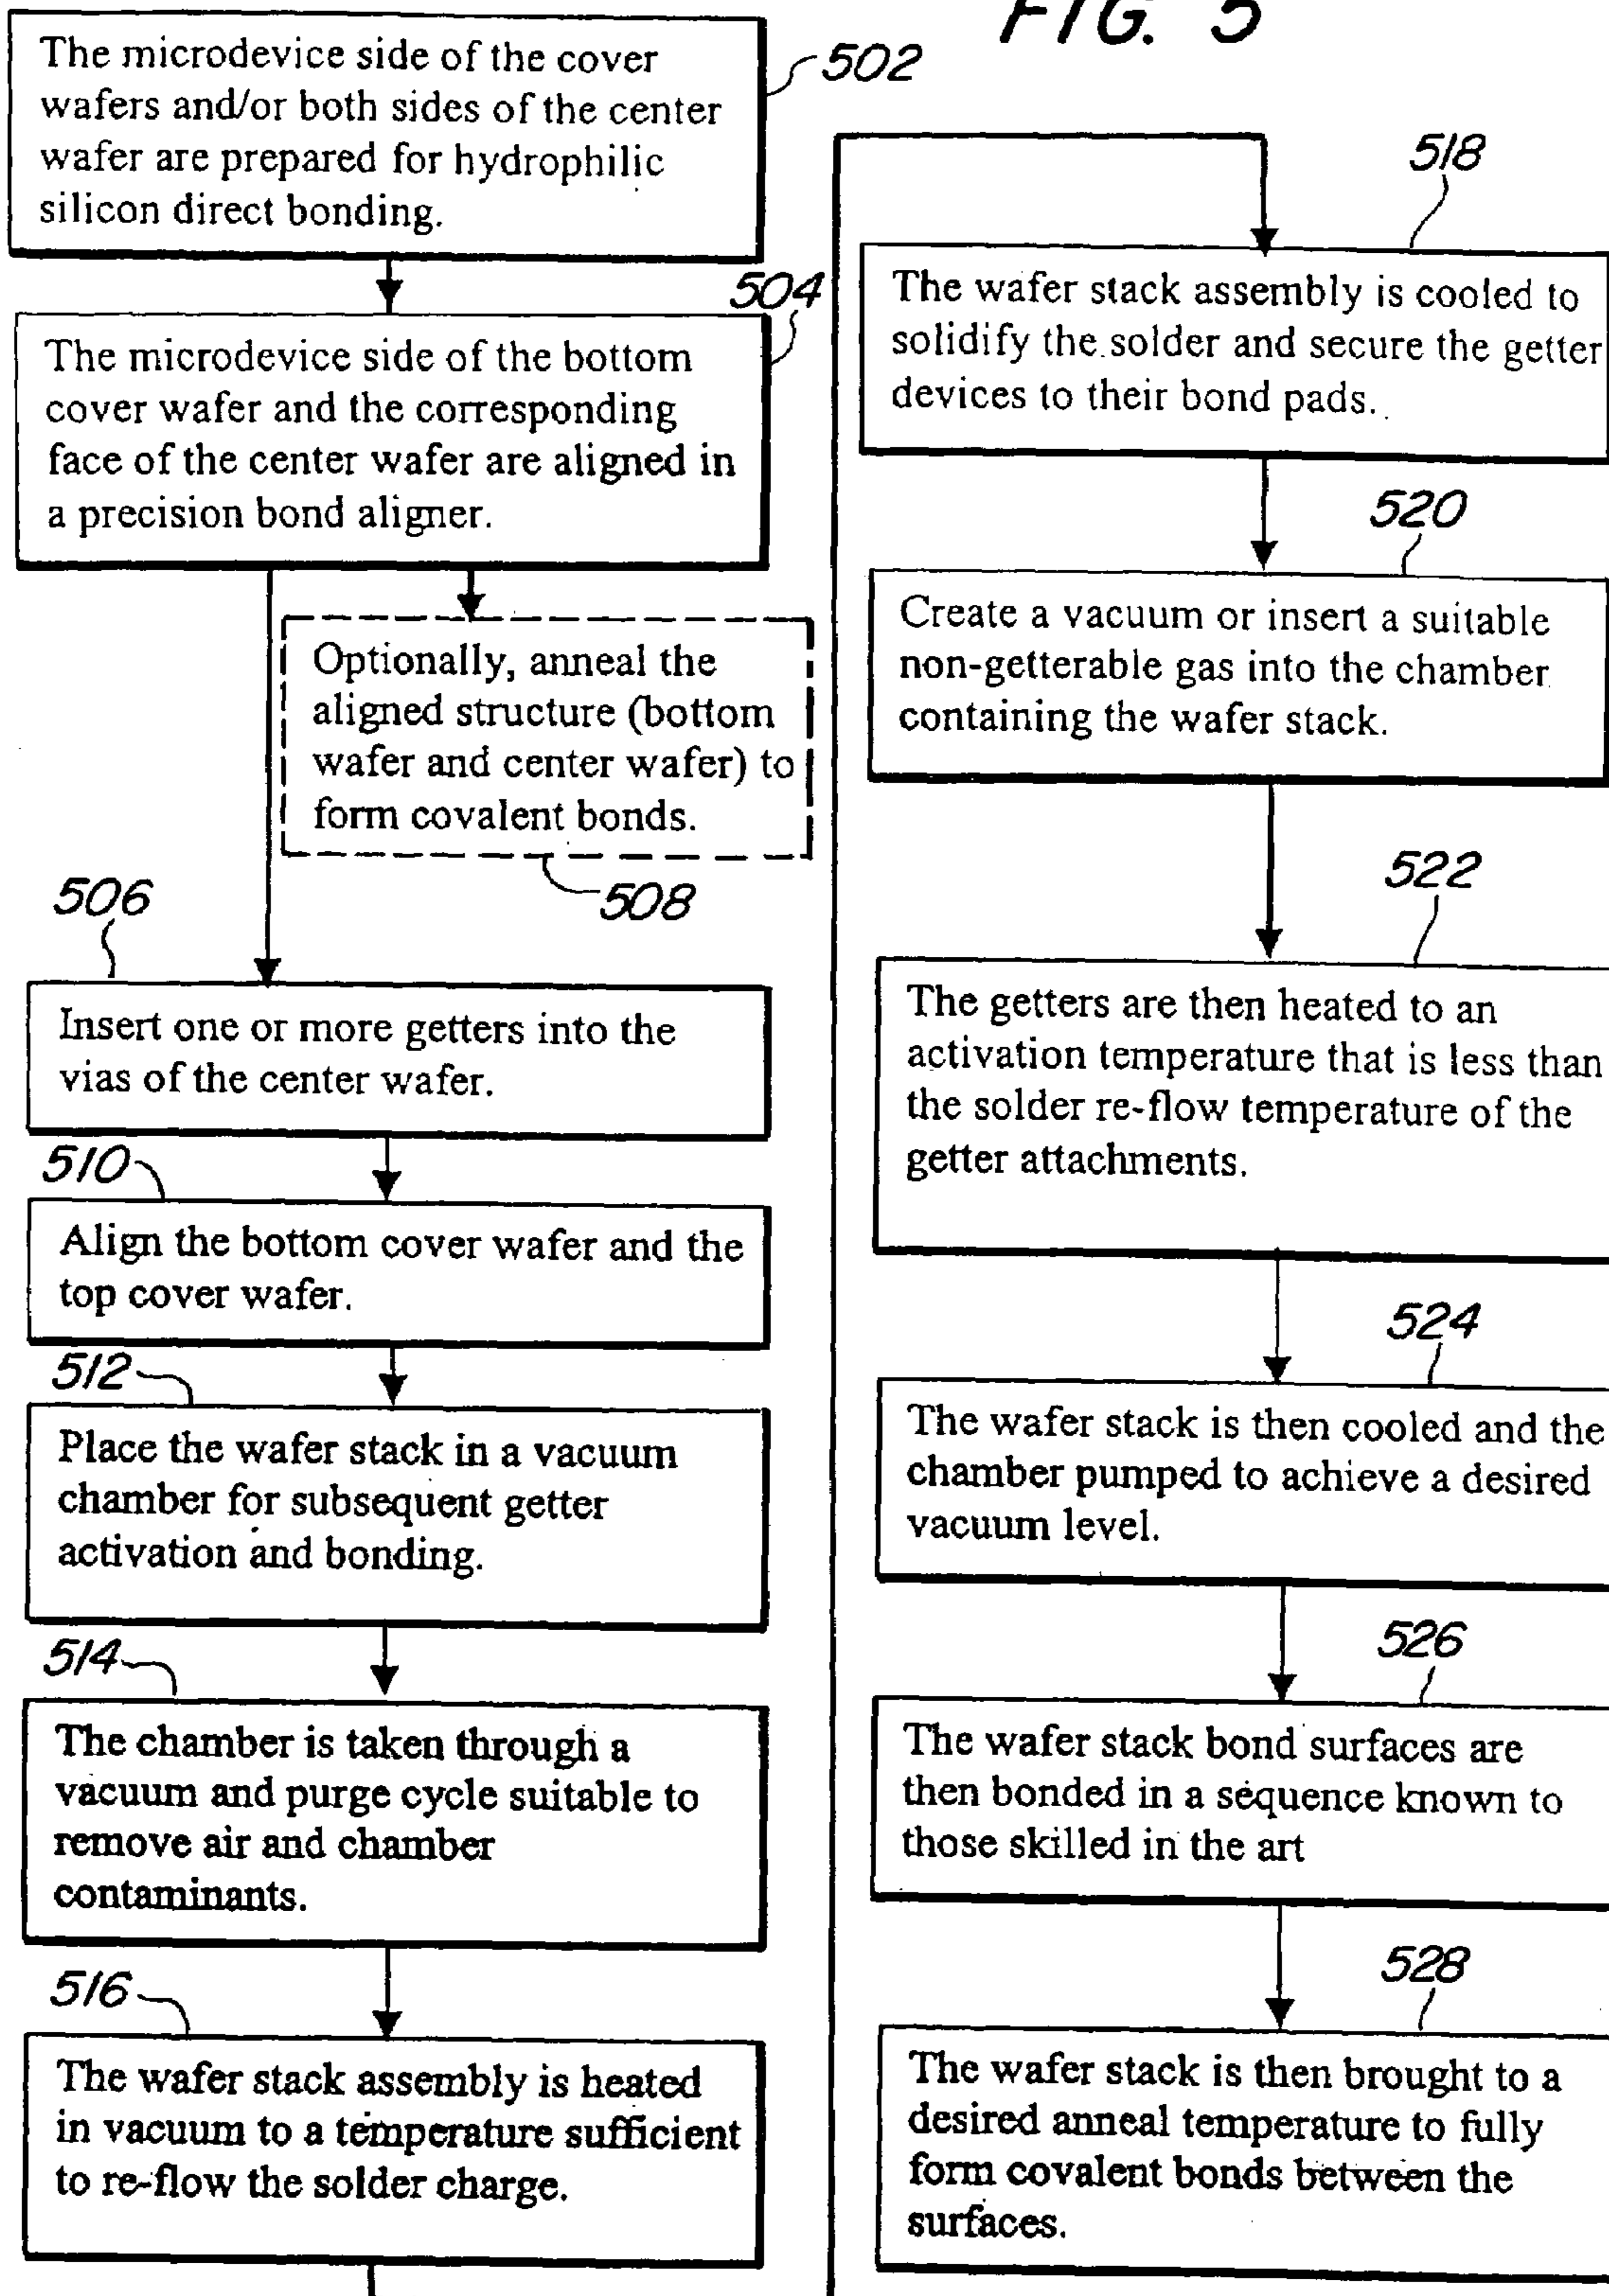 FIG. 5
502
The microdevice side of the cover
wafers and/or both sides of the center
wafer are prepared for hydrophilic
silicon direct bonding.
504
The microdevice side of the bottom
cover wafer and the corresponding
face of the center wafer are aligned in
a precision bond aligner.
Optionally, anneal the
aligned structure (bottom
wafer and center wafer) to
form covalent bonds.
508
506
Insert one or more getters into the
vias of the center wafer.
510
Align the bottom cover wafer and the
top cover wafer.
512
Place the wafer stack in a vacuum
chamber for subsequent getter
activation and bonding.
514
The chamber is taken through a
vacuum and purge cycle suitable to
remove air and chamber
contaminants.
516
The wafer stack assembly is heated
in vacuum to a temperature sufficient
to re-flow the solder charge.
518
The wafer stack assembly is cooled to
solidify the solder and secure the getter
devices to their bond pads.
520
Create a vacuum or insert a suitable
non-getterable gas into the chamber
containing the wafer stack.
522
The getters are then heated to an
activation temperature that is less than
the solder re-flow temperature of the
getter attachments.
524
The wafer stack is then cooled and the
chamber pumped to achieve a desired
vacuum level.
526
The wafer stack bond surfaces are
then bonded in a sequence known to
those skilled in the art
528
The wafer stack is then brought to a
desired anneal temperature to fully
form covalent bonds between the
surfaces.